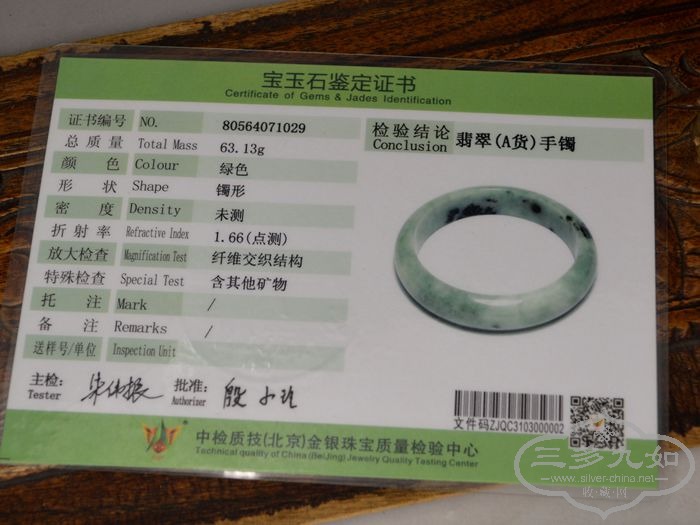 宝玉石鉴定证书
Certificate of Gems & Jades Identification
证书编号 NO. 80564071029
总质量 Total Mass 63.13g
颜色 Colour 绿色
形状 Shape 镯形
密度 Density 未测
折射率 Refractive Index 1.66(点测)
放大检查 Magnification Test 纤维交织结构
特殊检查 Special Test 含其他矿物
托注 Mark /
备注 Remarks /
送样号/单位 Inspection Unit
检验结论 翡翠(A货)手镯
Conclusion
主检: 批准: 殷小玲
Tester Authorizer
文件码ZJQC3103000002
中检质技(北京)金银珠宝质量检验中心
Technical quality of China(BeiJing)Jewelry Quality Testing Center
三多九如
www.silver-china.net
收藏网